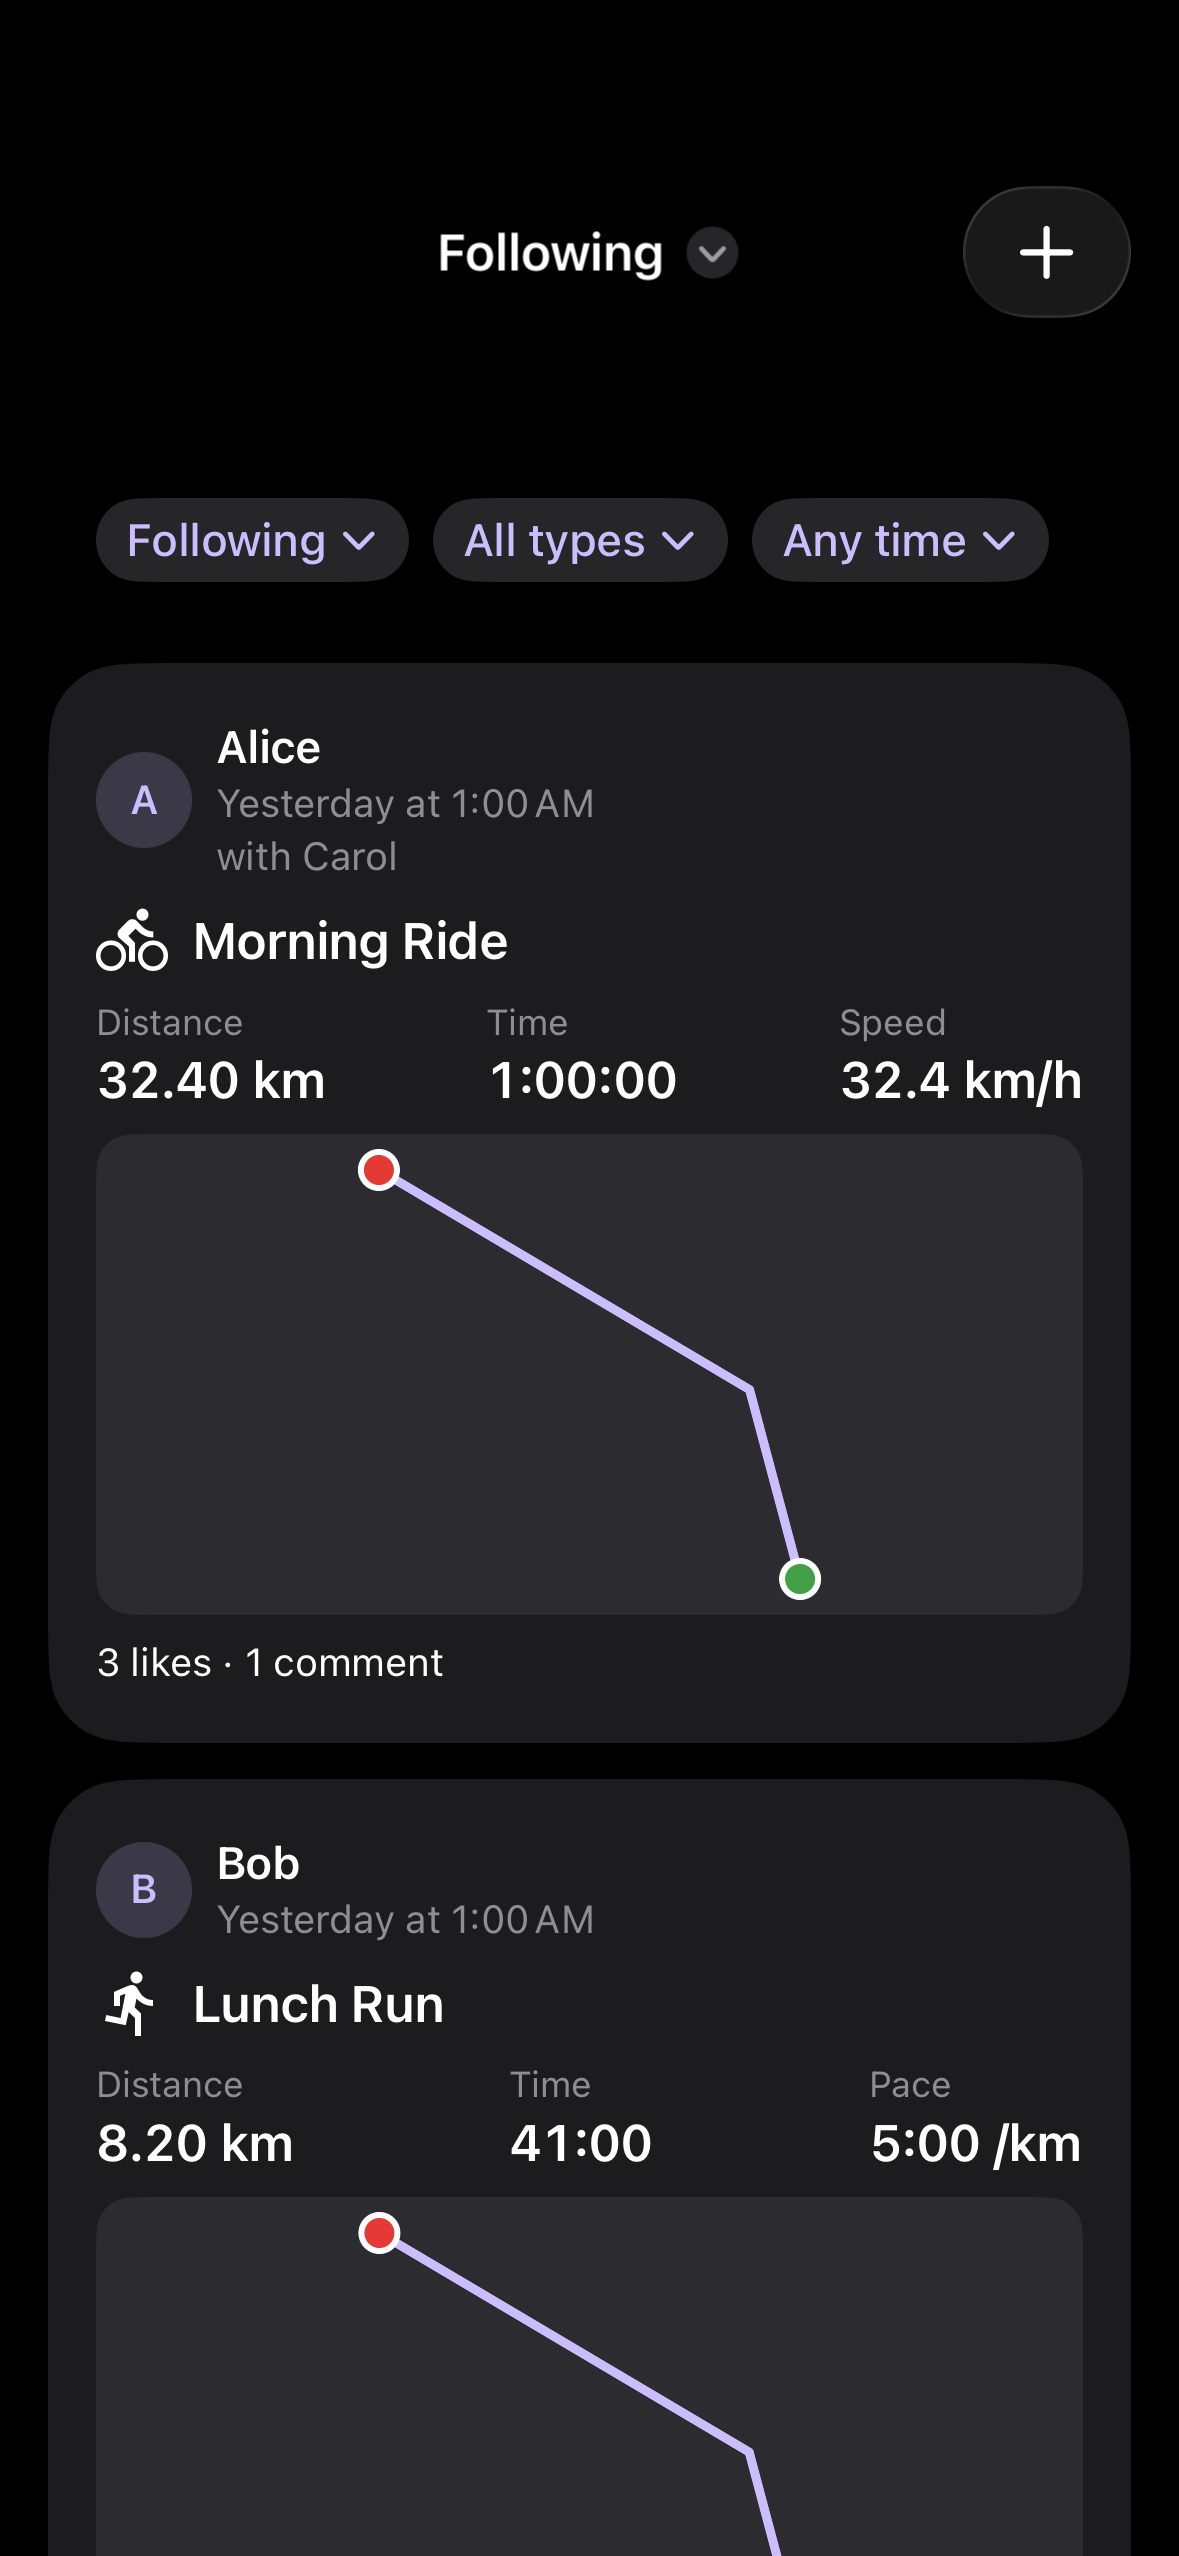 Following
Following All types Any time
A
Alice
Yesterday at 1:00 AM
with Carol
Morning Ride
Distance Time Speed
32.40 km 1:00:00 32.4 km/h
3 likes · 1 comment
B
Bob
Yesterday at 1:00 AM
Lunch Run
Distance Time Pace
8.20 km 41:00 5:00 /km